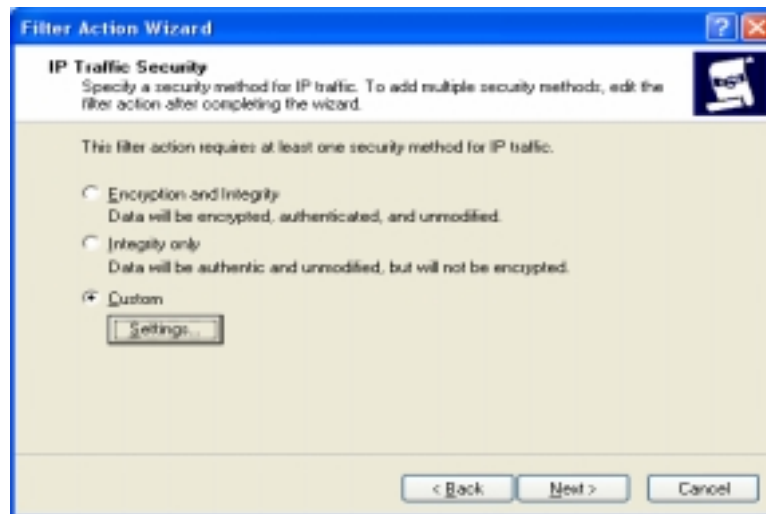 Filter Action Wizard
IP Traffic Security
Specify a security method for IP traffic. To add multiple security methods, edit the
filter action after completing the wizard.
This filter action requires at least one security method for IP traffic.
Encryption and Integrity
Data will be encrypted, authenticated, and unmodified.
Integrity only
Data will be authentic and unmodified, but will not be encrypted.
Custom
Settings...
< Back
Next >
Cancel